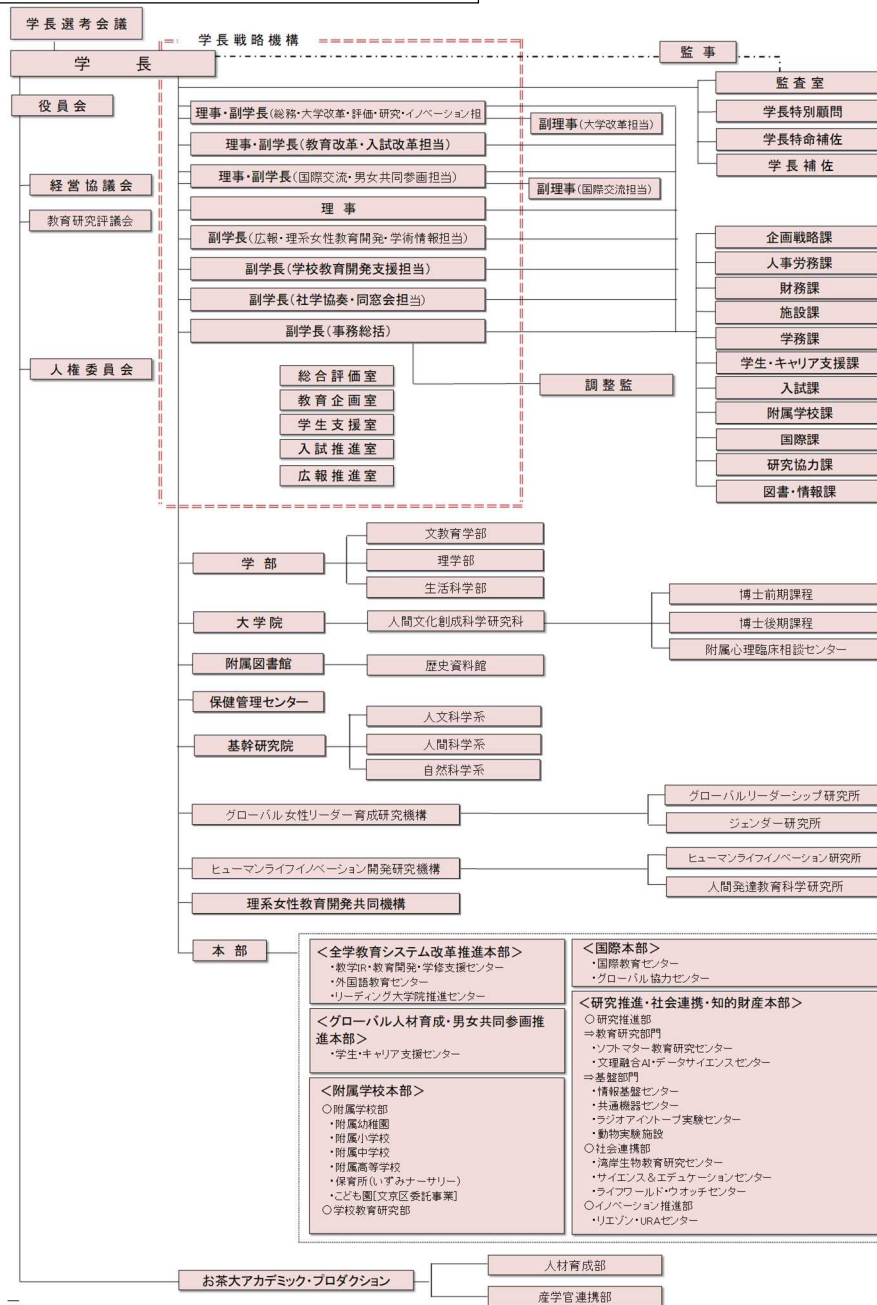 学長選考会議
学長戦略機構
監事
学長
監査室
役員会
理事・副学長(総務・大学改革・評価・研究・イノベーション担
副理事(大学改革担当)
学長特別顧問
理事・副学長(教育改革・入試改革担当)
学長特命補佐
学長補佐
経営協議会
理事・副学長(国際交流・男女共同参画担当)
副理事(国際交流担当)
教育研究評議会
理事
副学長(広報・理系女性教育開発・学術情報担当)
企画戦略課
副学長(学校教育開発支援担当)
人事労務課
財務課
副学長(社学協奏・同窓会担当)
施設課
副学長(事務総括)
学務課
人権委員会
学生・キャリア支援課
総合評価室
調整監
入試課
教育企画室
附属学校課
学生支援室
国際課
入試推進室
研究協力課
広報推進室
図書・情報課
学部
文教育学部
理学部
生活科学部
大学院
人間文化創成科学研究科
博士前期課程
博士後期課程
附属心理臨床相談センター
附属図書館
歴史資料館
保健管理センター
基幹研究院
人文科学系
人間科学系
自然科学系
グローバル女性リーダー育成研究機構
グローバルリーダーシップ研究所
ジェンダー研究所
ヒューマンライフイノベーション開発研究機構
ヒューマンライフイノベーション研究所
人間発達教育科学研究所
理系女性教育開発共同機構
本部
<全学教育システム改革推進本部>
・教学IR・教育開発・学修支援センター
・外国語教育センター
・リーディング大学院推進センター
<グローバル人材育成・男女共同参画推
進本部>
・学生・キャリア支援センター
<附属学校本部>
○附属学校部
・附属幼稚園
・附属小学校
・附属中学校
・附属高等学校
・保育所(いずみナーサリー)
・こども園[文京区委託事業]
○学校教育研究部
<国際本部>
・国際教育センター
・グローバル協力センター
<研究推進・社会連携・知的財産本部>
○研究推進部
⇒教育研究部門
・ソフトマター教育研究センター
・文理融合AI・データサイエンスセンター
⇒基盤部門
・情報基盤センター
・共通機器センター
・ラジオアイソトープ実験センター
・動物実験施設
○社会連携部
・湾岸生物教育研究センター
・サイエンス&エデュケーションセンター
・ライフワールド・ウオッチセンター
○イノベーション推進部
・リエゾン・URAセンター
お茶大アカデミック・プロダクション
人材育成部
産学官連携部